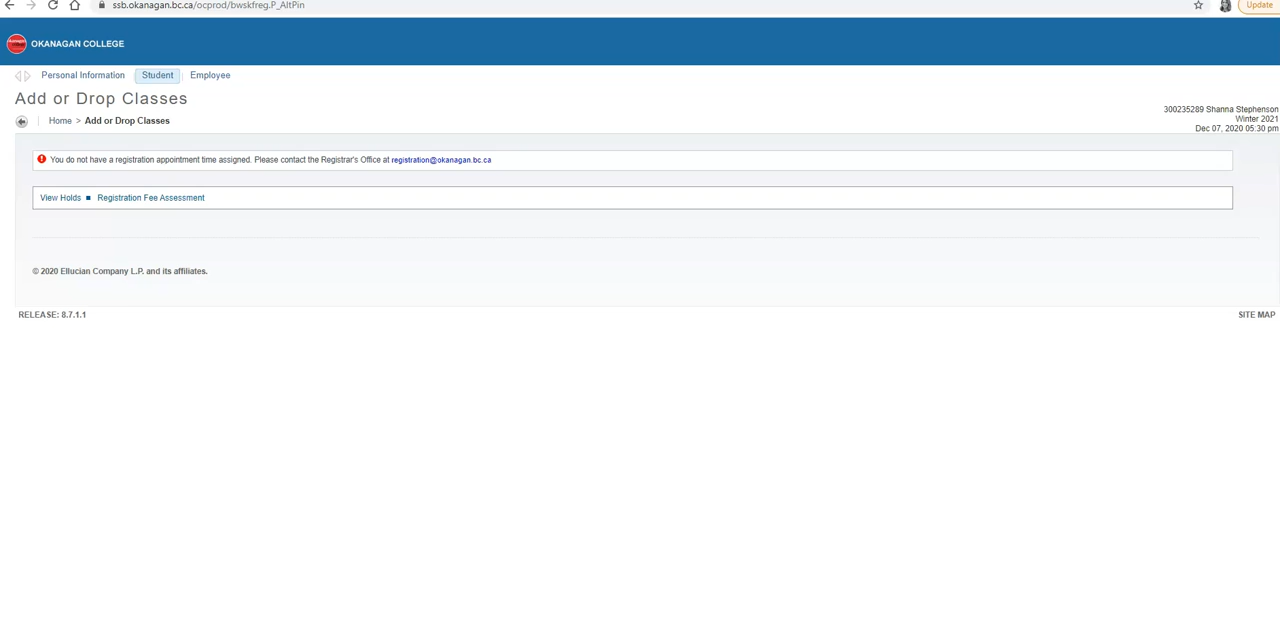 ssb.okanagan.bc.ca/ocprod/bwskfreg.P_AltPin
Update
OKANAGAN COLLEGE
Personal Information Student Employee
Add or Drop Classes
Home > Add or Drop Classes
300235289 Shanna Stephenson
Winter 2021
Dec 07, 2020 05:30 pm
You do not have a registration appointment time assigned. Please contact the Registrar's Office at registration@okanagan.bc.ca
View Holds ■ Registration Fee Assessment
© 2020 Ellucian Company L.P. and its affiliates.
RELEASE: 8.7.1.1
SITE MAP